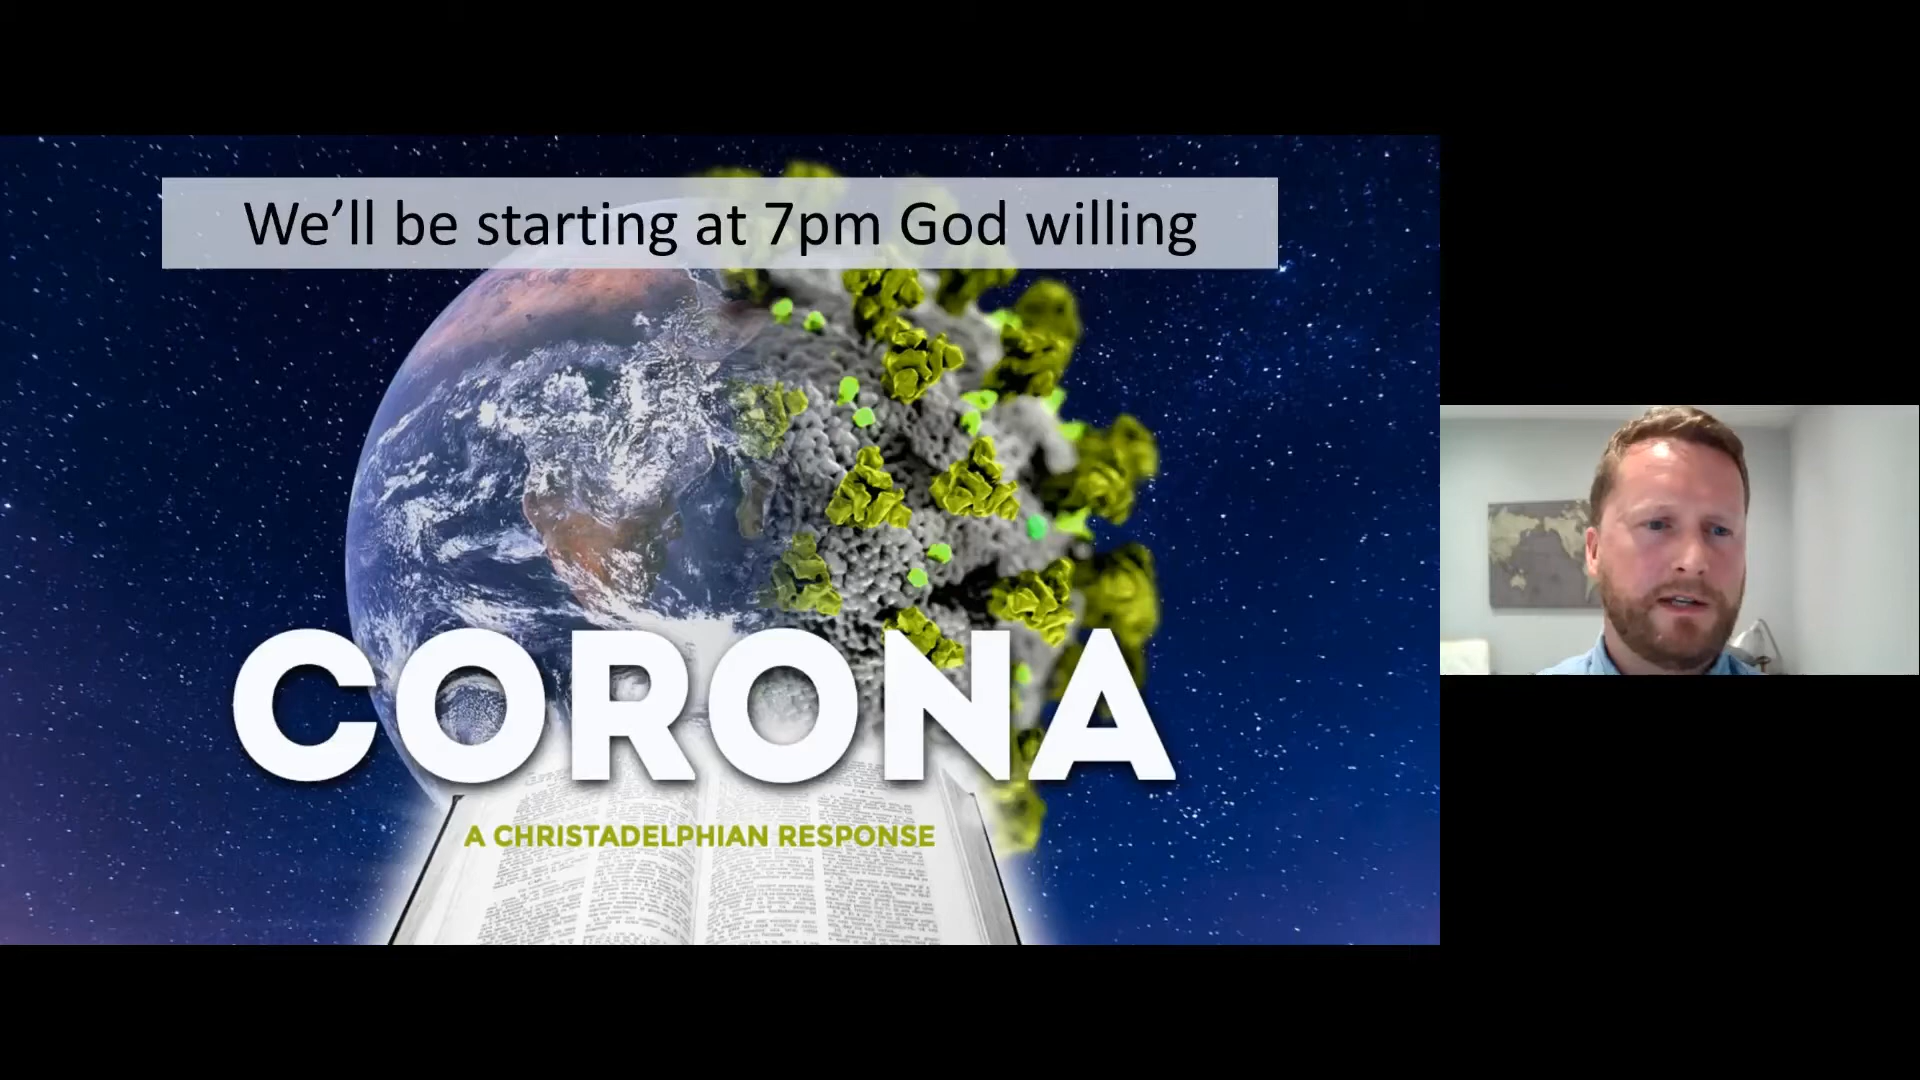 We’ll be starting at 7pm God willing
CORONA
A CHRISTADELPHIAN RESPONSE